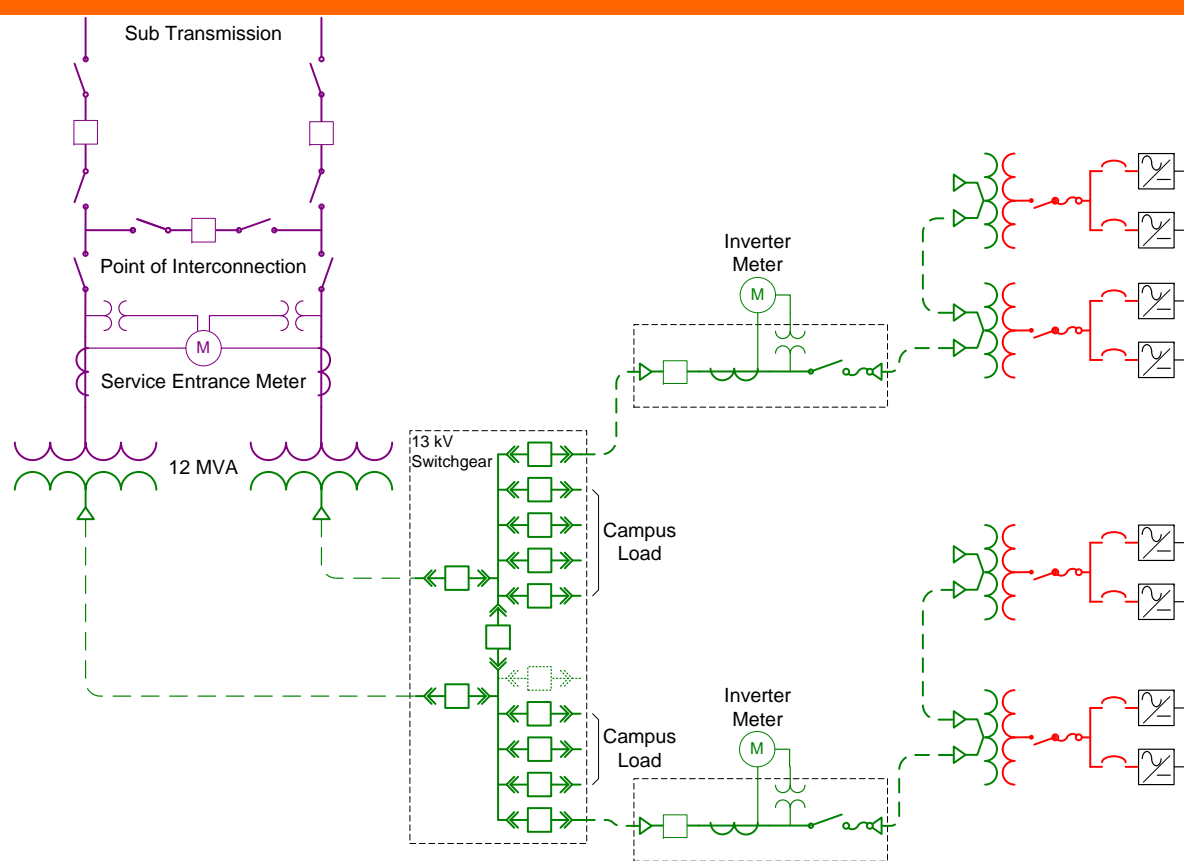 Sub Transmission
Point of Interconnection
M
Service Entrance Meter
12 MVA
13 kV
Switchgear
Campus
Load
Campus
Load
Inverter
Meter
M
Inverter
Meter
M